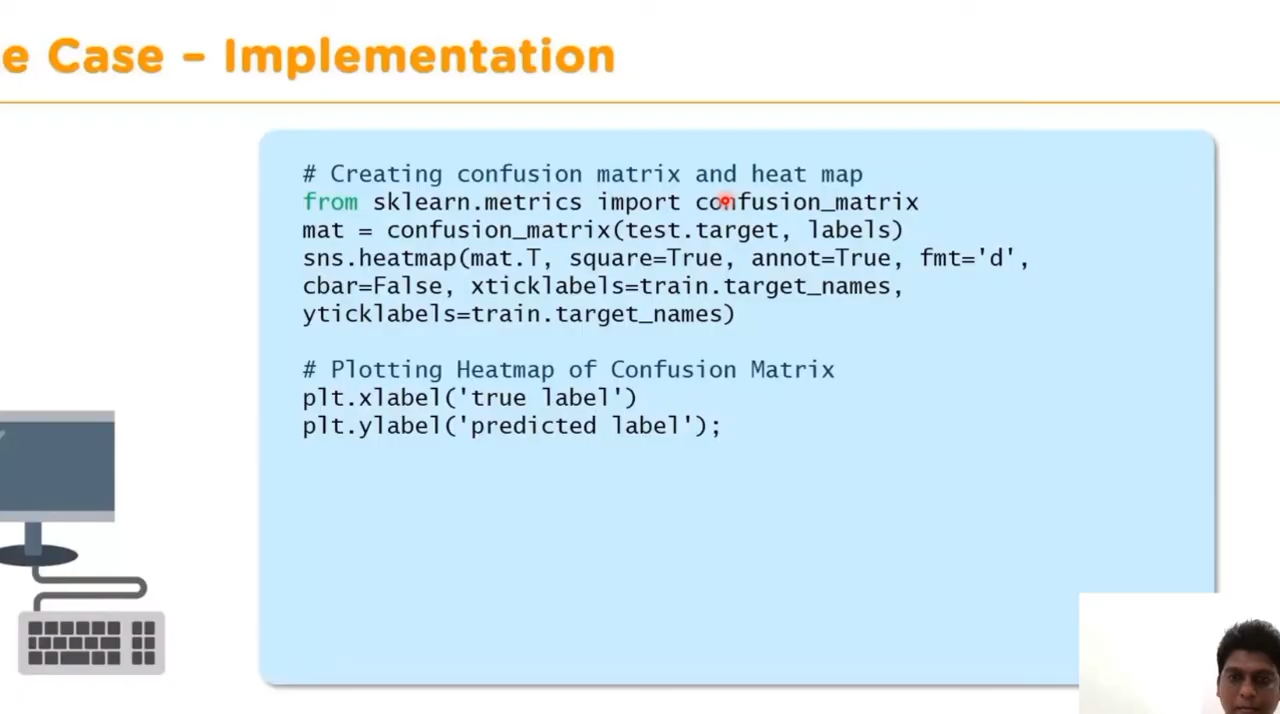 e Case – Implementation
# Creating confusion matrix and heat map
from sklearn.metrics import confusion_matrix
mat = confusion_matrix(test.target, labels)
sns.heatmap(mat.T, square=True, annot=True, fmt='d',
cbar=False, xticklabels=train.target_names,
yticklabels=train.target_names)
# Plotting Heatmap of Confusion Matrix
plt.xlabel('true label')
plt.ylabel('predicted label');